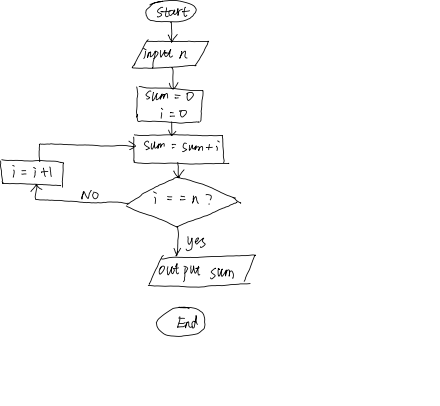 Start
input n
sum = 0
i = 0
sum = sum+i
i = i+1
i == n ?
NO
yes
output sum
End